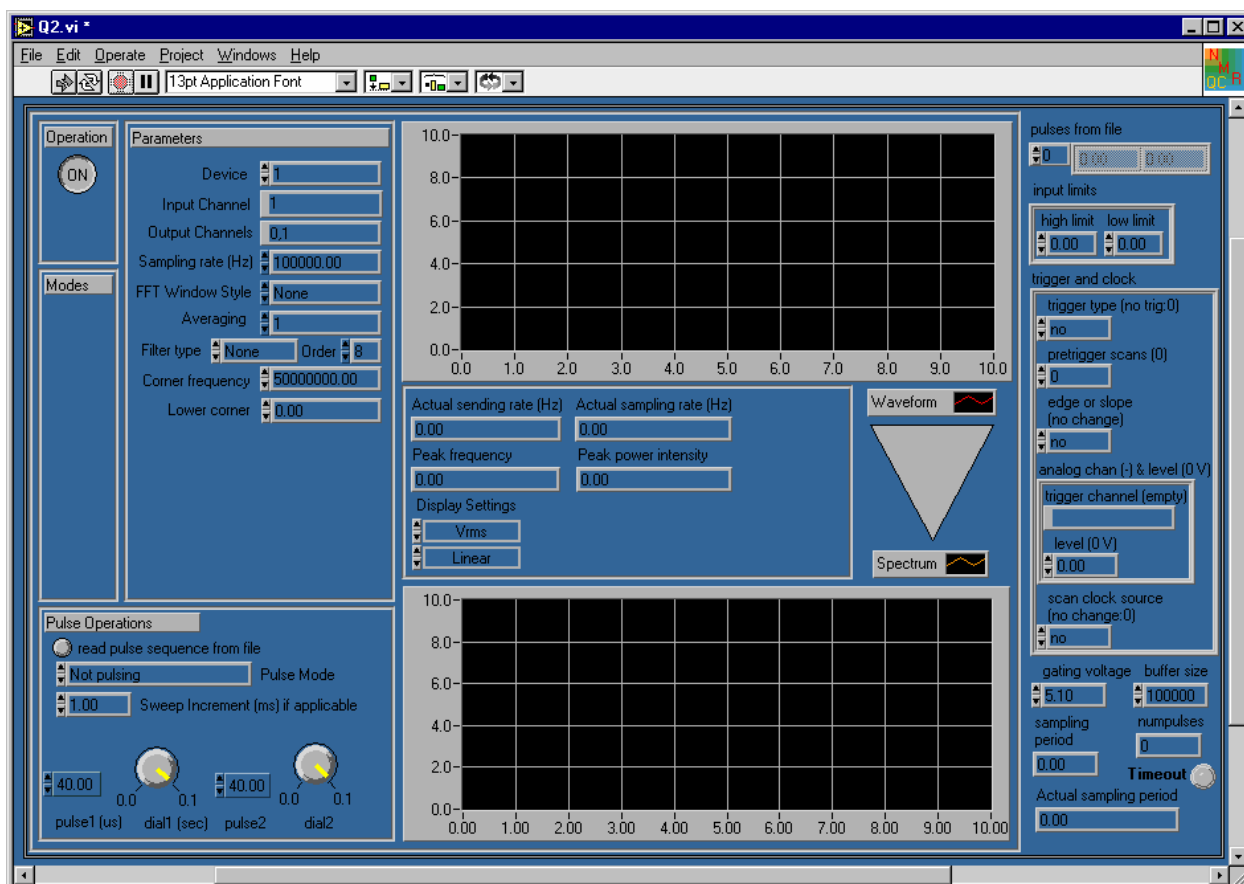 Q2.vi *
File Edit Operate Project Windows Help
13pt Application Font
N
M
QC R
Operation
ON
Modes
Parameters
Device 1
Input Channel 1
Output Channels 0,1
Sampling rate (Hz) 100000.00
FFT Window Style None
Averaging 1
Filter type None Order 8
Corner frequency 50000000.00
Lower corner 0.00
Pulse Operations
read pulse sequence from file
Not pulsing Pulse Mode
1.00 Sweep Increment (ms) if applicable
40.00 0.0 0.1 40.00 0.0 0.1
pulse1 (us) dial1 (sec) pulse2 dial2
10.0
8.0
6.0
4.0
2.0
0.0
0.0 1.0 2.0 3.0 4.0 5.0 6.0 7.0 8.0 9.0 10.0
Actual sending rate (Hz) Actual sampling rate (Hz)
0.00 0.00
Peak frequency Peak power intensity
0.00 0.00
Display Settings
Vrms
Linear
Waveform
Spectrum
10.0
8.0
6.0
4.0
2.0
0.0
0.00 1.00 2.00 3.00 4.00 5.00 6.00 7.00 8.00 9.00 10.00
pulses from file
0 0.00 0.00
input limits
high limit low limit
0.00 0.00
trigger and clock
trigger type (no trig:0)
no
pretrigger scans (0)
0
edge or slope
(no change)
no
analog chan (-) & level (0 V)
trigger channel (empty)
level (0 V)
0.00
scan clock source
(no change:0)
no
gating voltage buffer size
5.10 100000
sampling
period
0.00
numpulses
0
Timeout
Actual sampling period
0.00